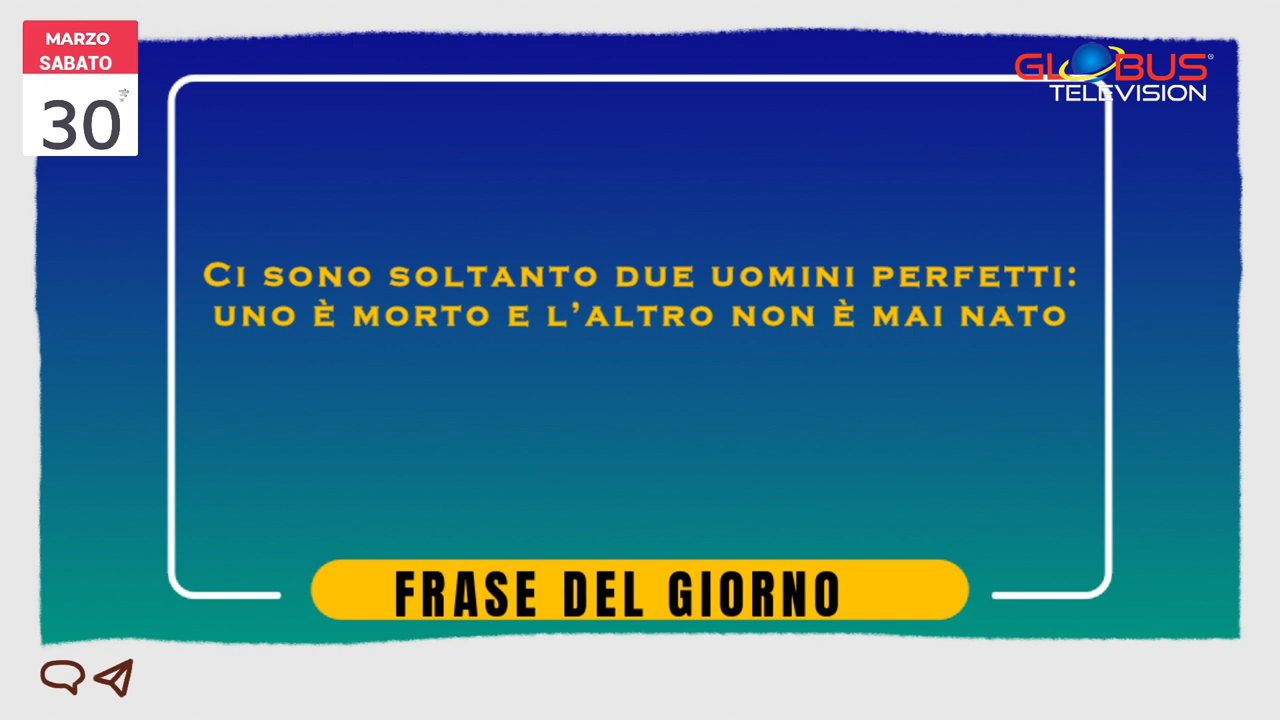 MARZO
SABATO
30
GLOBUS®
TELEVISION
Ci sono soltanto due uomini perfetti:
uno è morto e l’altro non è mai nato
FRASE DEL GIORNO